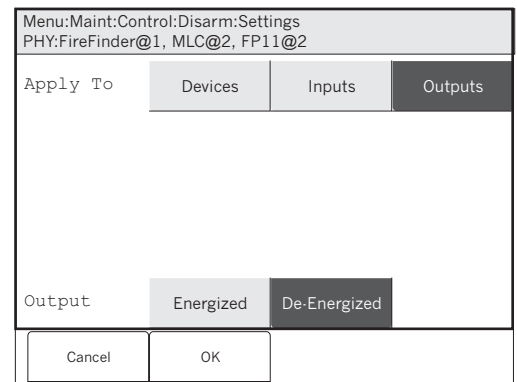 Menu:Maint:Control:Disarm:Settings
PHY:FireFinder@1, MLC@2, FP11@2
Apply To Devices Inputs Outputs
Output Energized De-Energized
Cancel OK